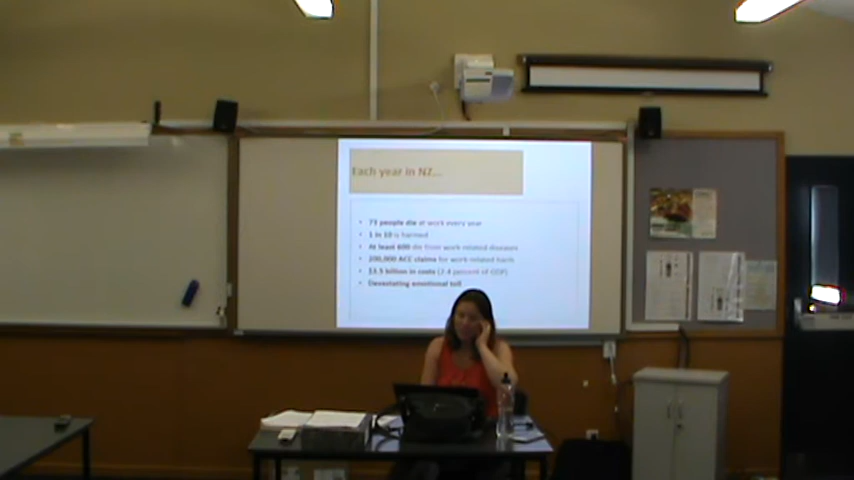 Each year in NZ...
• 73 people die at work every year
• 1 in 10 is harmed
• At least 600 die from work related diseases
• 200,000 ACC claims for work related harm
• $3.5 billion in costs (2.4 percent of GDP)
• Devastating emotional toll